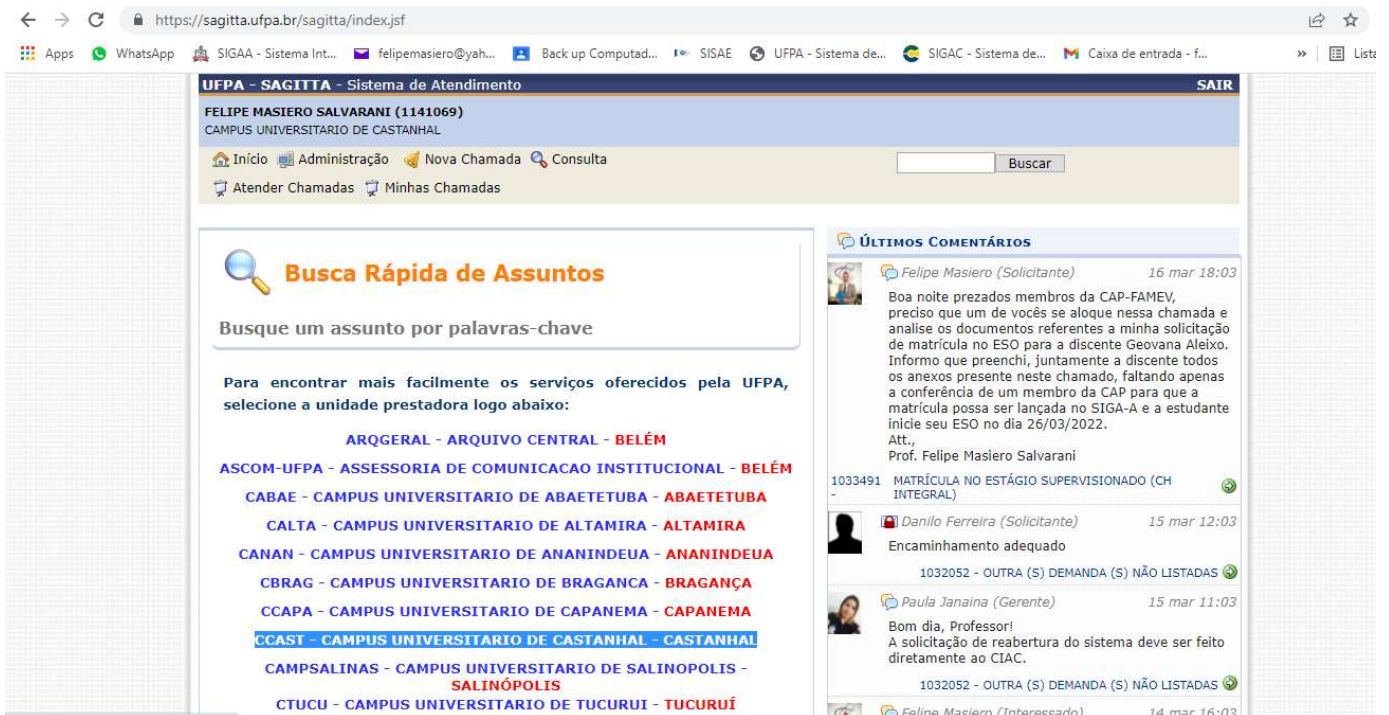 https://sagitta.ufpa.br/sagitta/index.jsf
Apps WhatsApp SIGAA - Sistema Int... felipemasiero@yah... Back up Computad... SISAE UFPA - Sistema de... SIGAC - Sistema de... Caixa de entrada - f... » Lista
UFPA - SAGITTA - Sistema de Atendimento SAIR
FELIPE MASIERO SALVARANI (1141069)
CAMPUS UNIVERSITARIO DE CASTANHAL
Início Administração Nova Chamada Consulta Buscar
Atender Chamadas Minhas Chamadas
Busca Rápida de Assuntos
Busque um assunto por palavras-chave
Para encontrar mais facilmente os serviços oferecidos pela UFPA,
selecione a unidade prestadora logo abaixo:
ARQGERAL - ARQUIVO CENTRAL - BELÉM
ASCOM-UFPA - ASSESSORIA DE COMUNICACAO INSTITUCIONAL - BELÉM
CABAE - CAMPUS UNIVERSITARIO DE ABAETETUBA - ABAETETUBA
CALTA - CAMPUS UNIVERSITARIO DE ALTAMIRA - ALTAMIRA
CANAN - CAMPUS UNIVERSITARIO DE ANANINDEUA - ANANINDEUA
CBRAG - CAMPUS UNIVERSITARIO DE BRAGANCA - BRAGANÇA
CCAPA - CAMPUS UNIVERSITARIO DE CAPANEMA - CAPANEMA
CCAST - CAMPUS UNIVERSITARIO DE CASTANHAL - CASTANHAL
CAMPSALINAS - CAMPUS UNIVERSITARIO DE SALINOPOLIS -
SALINÓPOLIS
CTUCU - CAMPUS UNIVERSITARIO DE TUCURUI - TUCURUÍ
ÚLTIMOS COMENTÁRIOS
Felipe Masiero (Solicitante) 16 mar 18:03
Boa noite prezados membros da CAP-FAMEV,
preciso que um de vocês se aloque nessa chamada e
analise os documentos referentes a minha solicitação
de matrícula no ESO para a discente Geovana Aleixo.
Informo que preenchi, juntamente a discente todos
os anexos presente neste chamado, faltando apenas
a conferência de um membro da CAP para que a
matrícula possa ser lançada no SIGA-A e a estudante
inicie seu ESO no dia 26/03/2022.
Att.,
Prof. Felipe Masiero Salvarani
1033491 MATRÍCULA NO ESTÁGIO SUPERVISIONADO (CH
- INTEGRAL)
Danilo Ferreira (Solicitante) 15 mar 12:03
Encaminhamento adequado
1032052 - OUTRA (S) DEMANDA (S) NÃO LISTADAS
Paula Janaina (Gerente) 15 mar 11:03
Bom dia, Professor!
A solicitação de reabertura do sistema deve ser feito
diretamente ao CIAC.
1032052 - OUTRA (S) DEMANDA (S) NÃO LISTADAS
Felipe Masiero (Interessado) 14 mar 16:03